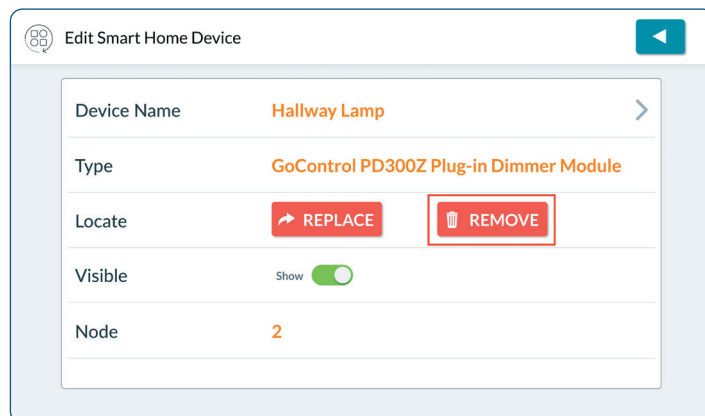 Edit Smart Home Device
Device Name Hallway Lamp
Type GoControl PD300Z Plug-in Dimmer Module
Locate REPLACE REMOVE
Visible Show
Node 2